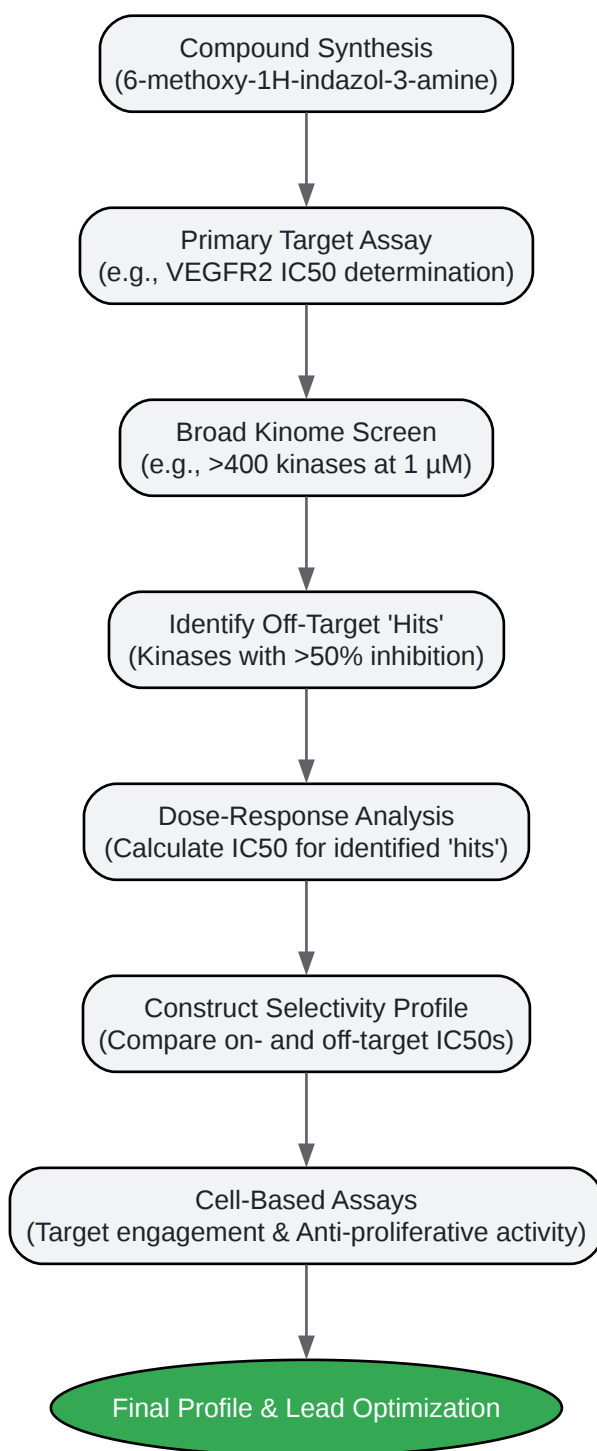 Compound Synthesis
(6-methoxy-1H-indazol-3-amine)
Primary Target Assay
(e.g., VEGFR2 IC50 determination)
Broad Kinome Screen
(e.g., >400 kinases at 1 µM)
Identify Off-Target 'Hits'
(Kinases with >50% inhibition)
Dose-Response Analysis
(Calculate IC50 for identified 'hits')
Construct Selectivity Profile
(Compare on- and off-target IC50s)
Cell-Based Assays
(Target engagement & Anti-proliferative activity)
Final Profile & Lead Optimization